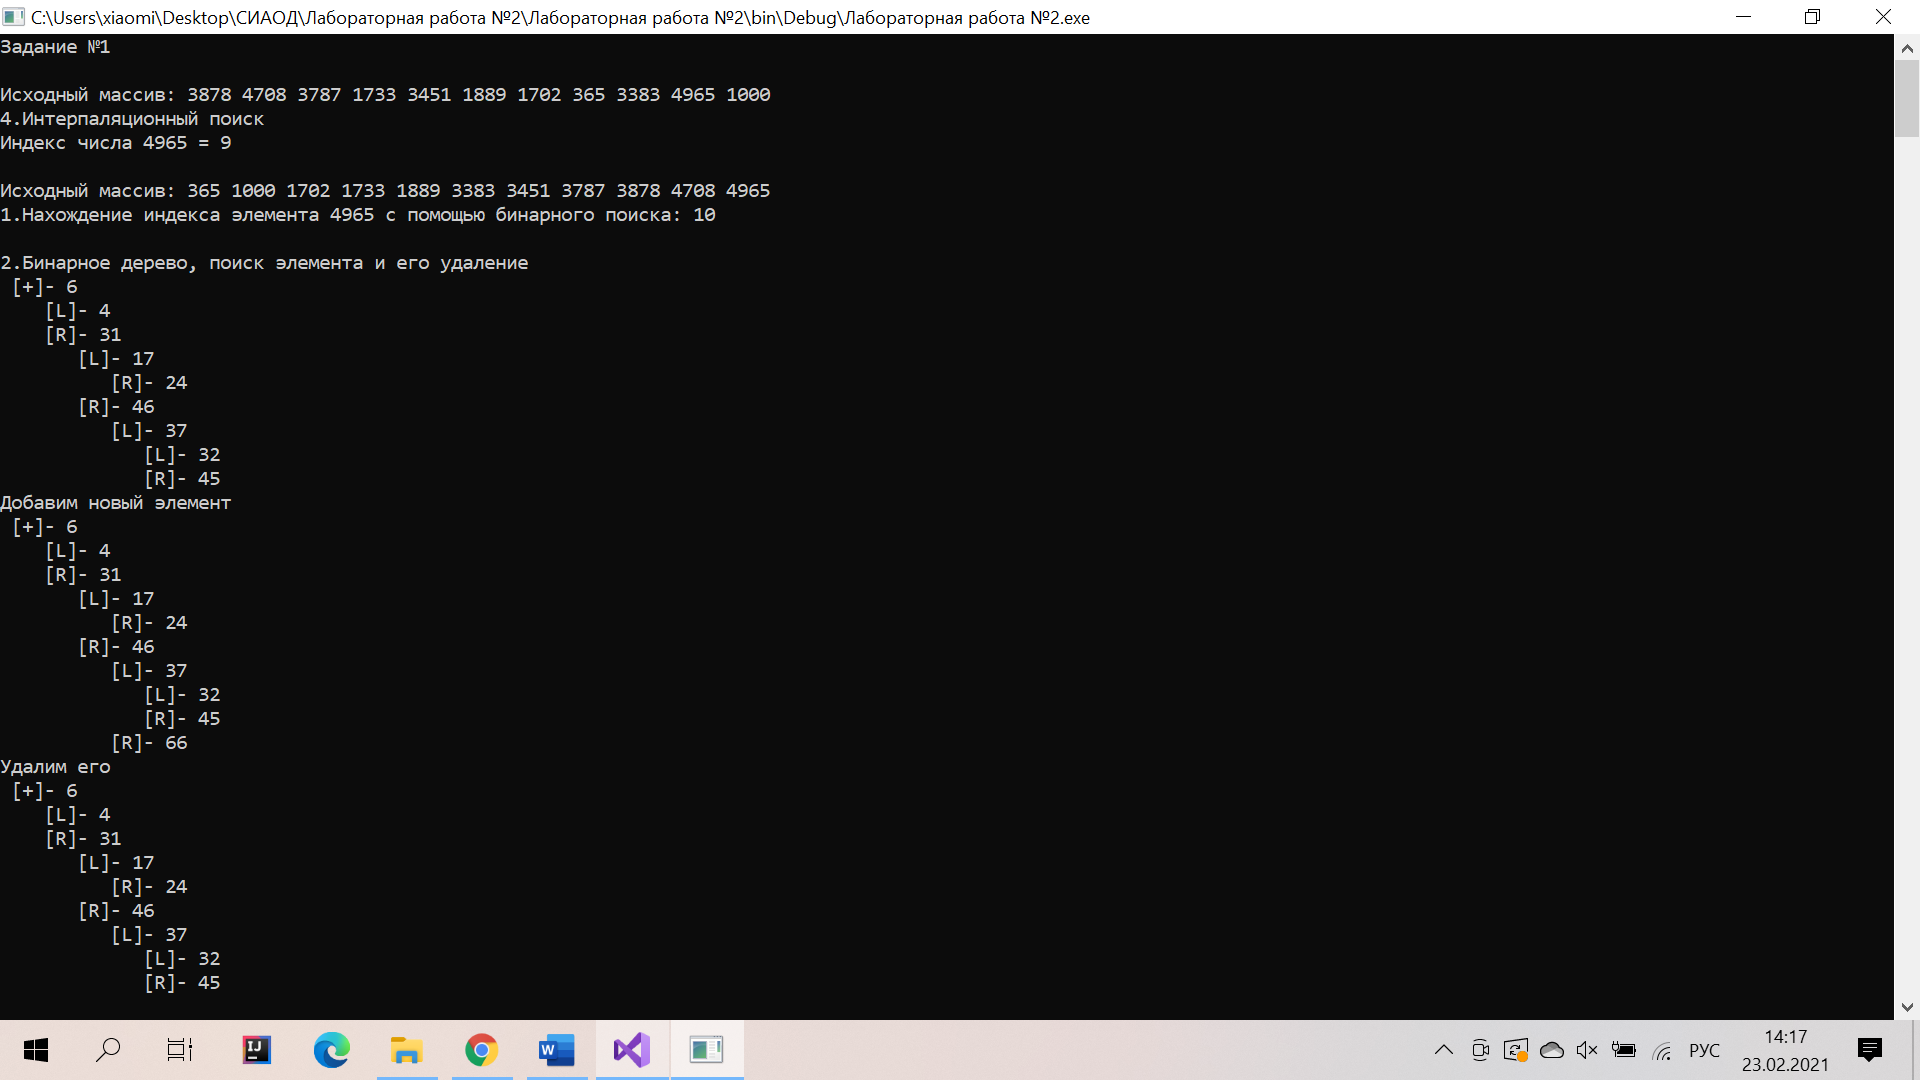 C:\Users\xiaomi\Desktop\СИАОД\Лабораторная работа №2\Лабораторная работа №2\bin\Debug\Лабораторная работа №2.exe
Задание №1
Исходный массив: 3878 4708 3787 1733 3451 1889 1702 365 3383 4965 1000
4.Интерпаляционный поиск
Индекс числа 4965 = 9
Исходный массив: 365 1000 1702 1733 1889 3383 3451 3787 3878 4708 4965
1.Нахождение индекса элемента 4965 с помощью бинарного поиска: 10
2.Бинарное дерево, поиск элемента и его удаление
[+]- 6
[L]- 4
[R]- 31
[L]- 17
[R]- 24
[R]- 46
[L]- 37
[L]- 32
[R]- 45
Добавим новый элемент
[+]- 6
[L]- 4
[R]- 31
[L]- 17
[R]- 24
[R]- 46
[L]- 37
[L]- 32
[R]- 45
[R]- 66
Удалим его
[+]- 6
[L]- 4
[R]- 31
[L]- 17
[R]- 24
[R]- 46
[L]- 37
[L]- 32
[R]- 45
IJ
W
РУС
14:17
23.02.2021